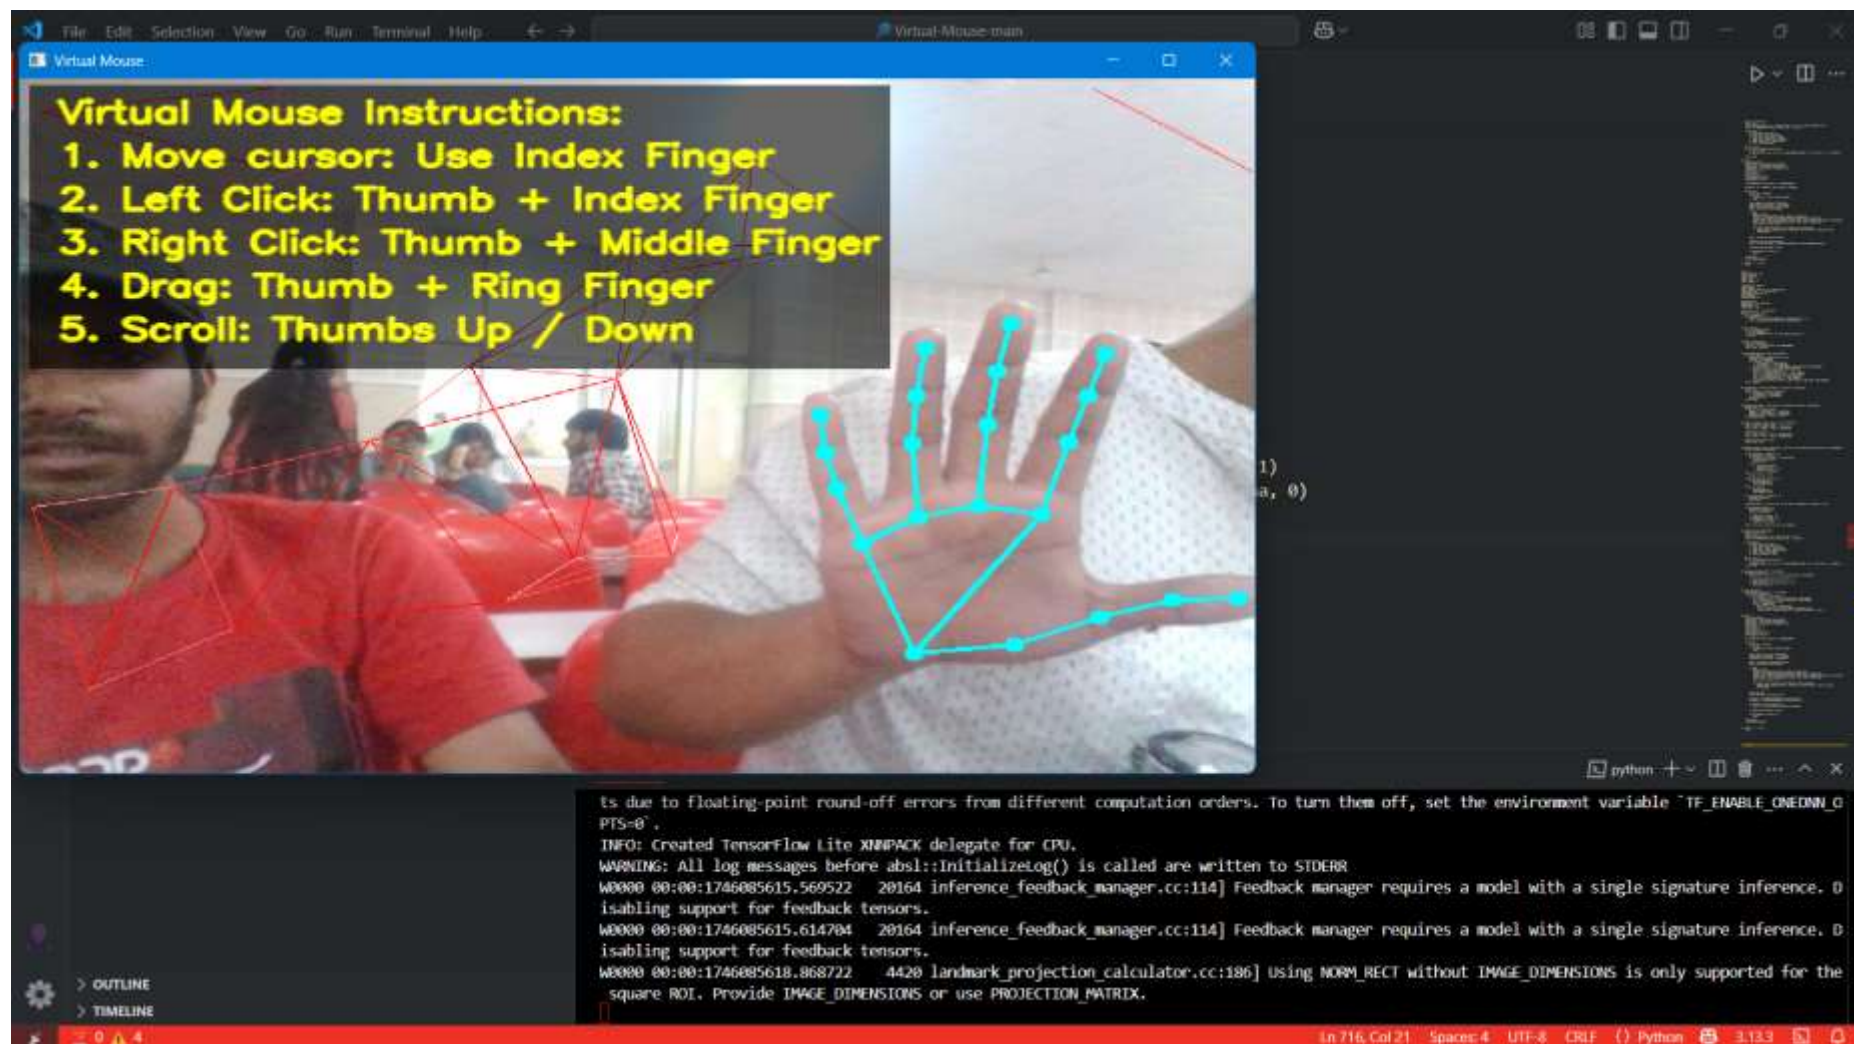 File Edit Selection View Go Run Terminal Help
Virtual-Mouse-main
Virtual Mouse
Virtual Mouse Instructions:
1. Move cursor: Use Index Finger
2. Left Click: Thumb + Index Finger
3. Right Click: Thumb + Middle Finger
4. Drag: Thumb + Ring Finger
5. Scroll: Thumbs Up / Down
1)
a, 0)
python
ts due to floating-point round-off errors from different computation orders. To turn them off, set the environment variable `TF_ENABLE_ONEDNN_O
PTS=0`.
INFO: Created TensorFlow Lite XNNPACK delegate for CPU.
WARNING: All log messages before absl::InitializeLog() is called are written to STDERR
W0000 00:00:1746085615.569522 20164 inference_feedback_manager.cc:114] Feedback manager requires a model with a single signature inference. D
isabling support for feedback tensors.
W0000 00:00:1746085615.614704 20164 inference_feedback_manager.cc:114] Feedback manager requires a model with a single signature inference. D
isabling support for feedback tensors.
W0000 00:00:1746085618.868722 4420 landmark_projection_calculator.cc:186] Using NORM_RECT without IMAGE_DIMENSIONS is only supported for the
square ROI. Provide IMAGE_DIMENSIONS or use PROJECTION_MATRIX.
OUTLINE
TIMELINE
0 4
Ln 716, Col 21 Spaces: 4 UTF-8 CRLF {} Python 3.13.3